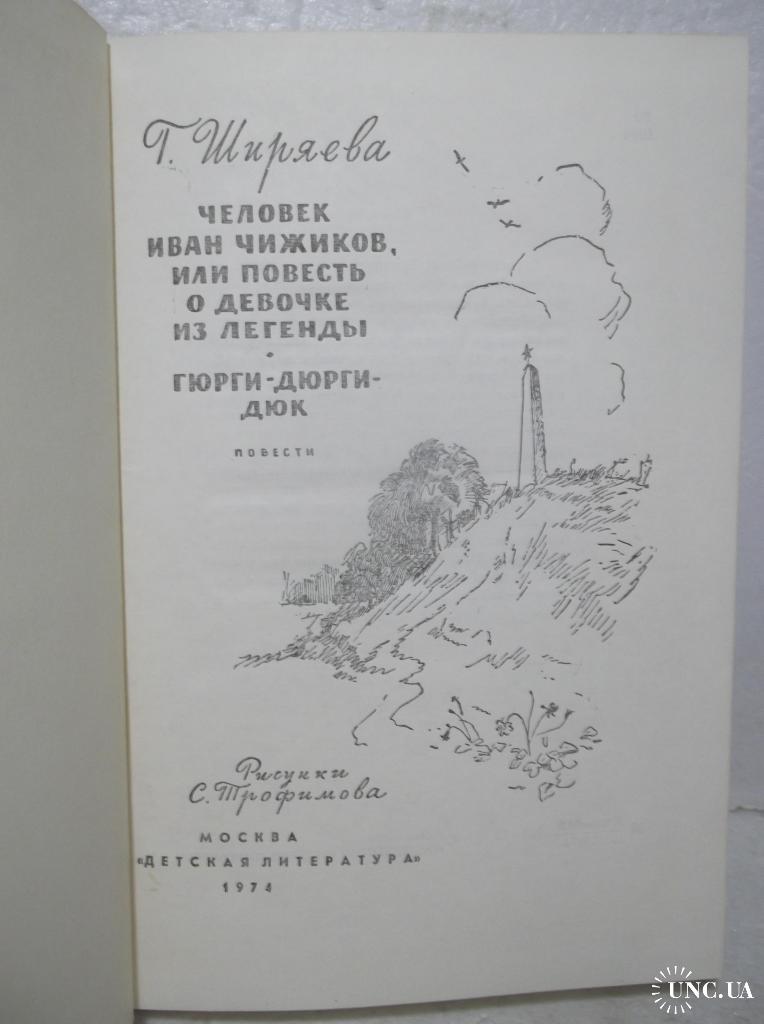 Г. Ширяева
ЧЕЛОВЕК
ИВАН ЧИЖИКОВ,
ИЛИ ПОВЕСТЬ
О ДЕВОЧКЕ
ИЗ ЛЕГЕНДЫ
•
ГЮРГИ-ДЮРГИ-
ДЮК
ПОВЕСТИ
Рисунки
С. Трофимова
МОСКВА
«ДЕТСКАЯ ЛИТЕРАТУРА»
1974
UNC.UA